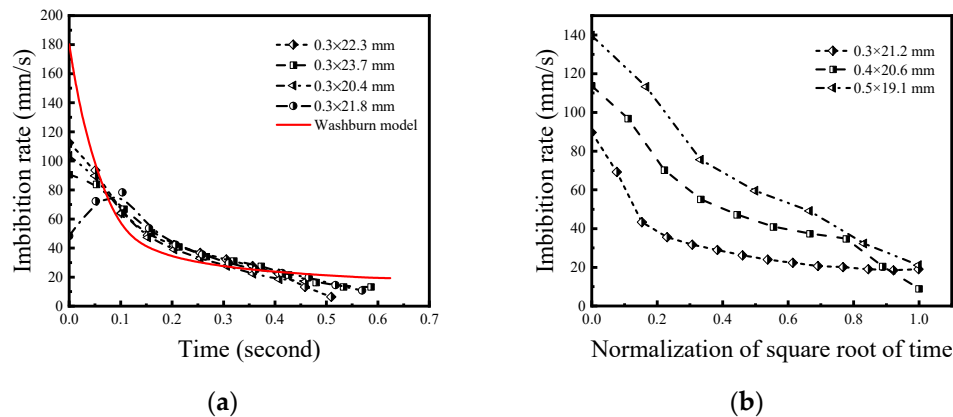 200
180
160
140
120
100
80
60
40
20
0
0.0 0.1 0.2 0.3 0.4 0.5 0.6 0.7
Imbibition rate (mm/s)
Time (second)
0.3×22.3 mm
0.3×23.7 mm
0.3×20.4 mm
0.3×21.8 mm
Washburn model
(a)
140
120
100
80
60
40
20
0
0.0 0.2 0.4 0.6 0.8 1.0
Imbibition rate (mm/s)
Normalization of square root of time
0.3×21.2 mm
0.4×20.6 mm
0.5×19.1 mm
(b)